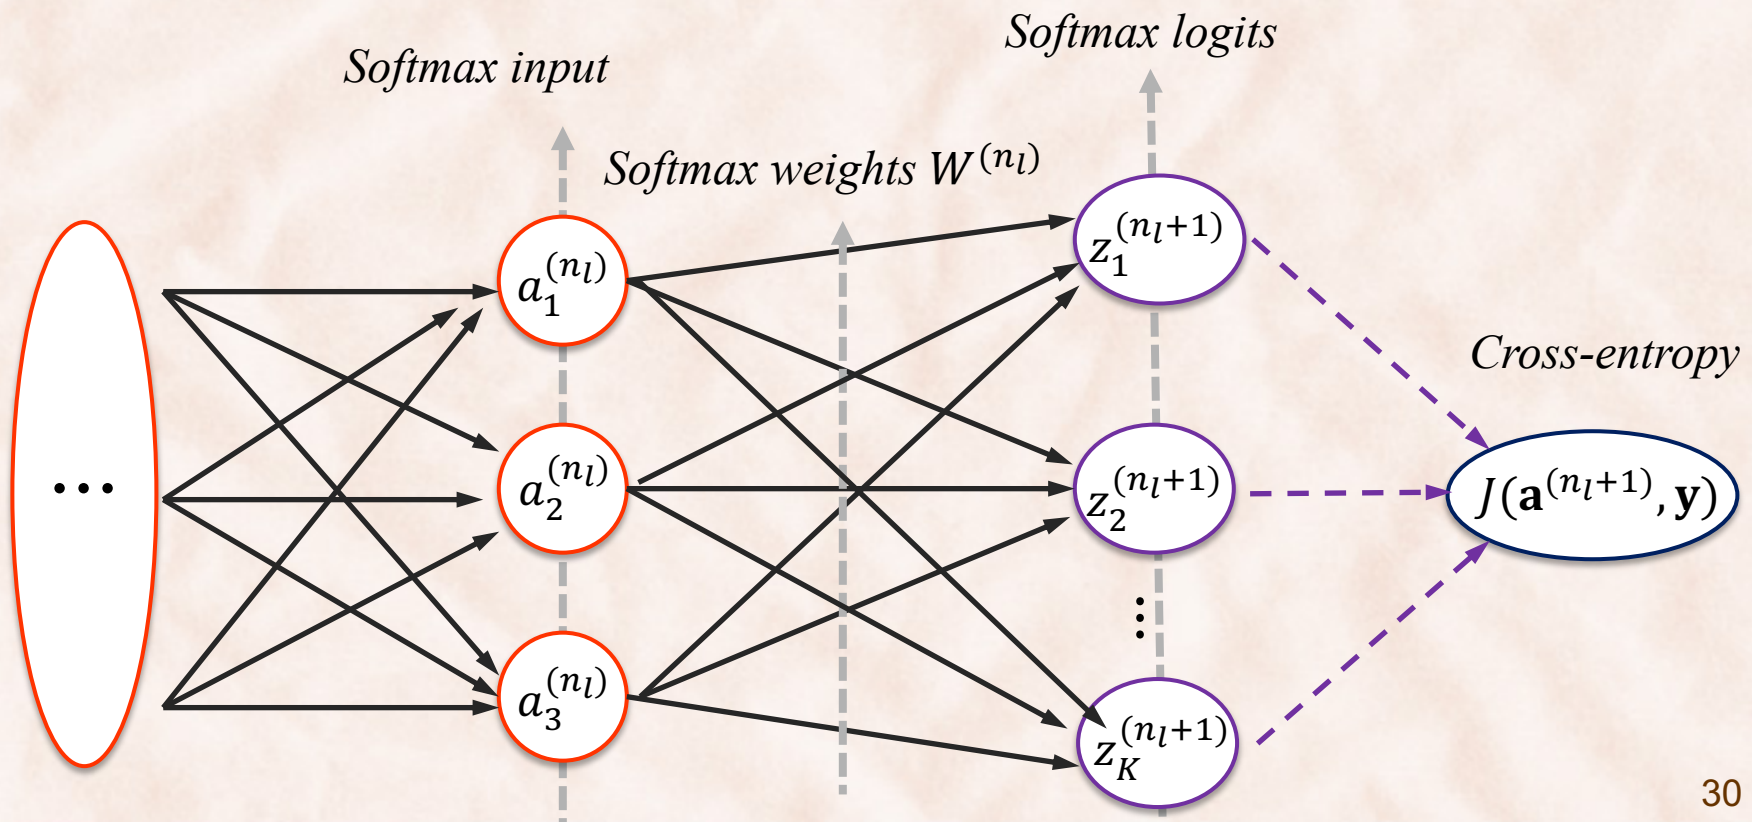 Softmax logits
Softmax input
Softmax weights W^(n_l)
z_1^(n_l+1)
a_1^(n_l)
Cross-entropy
...
a_2^(n_l)
z_2^(n_l+1)
J(𝐚^(n_l+1), 𝐲)
⋮
a_3^(n_l)
z_K^(n_l+1)
30